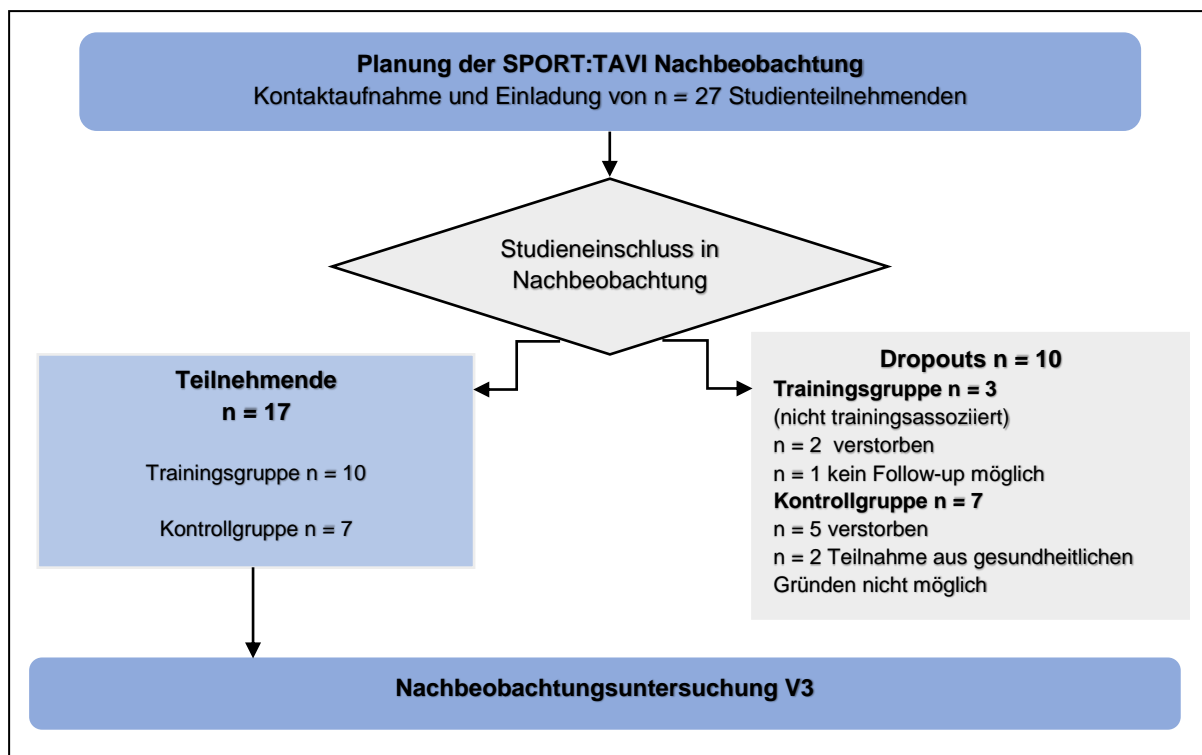 Planung der SPORT:TAVI Nachbeobachtung
Kontaktaufnahme und Einladung von n = 27 Studienteilnehmenden
Studieneinschluss in
Nachbeobachtung
Teilnehmende
n = 17
Trainingsgruppe n = 10
Kontrollgruppe n = 7
Dropouts n = 10
Trainingsgruppe n = 3
(nicht trainingsassoziiert)
n = 2 verstorben
n = 1 kein Follow-up möglich
Kontrollgruppe n = 7
n = 5 verstorben
n = 2 Teilnahme aus gesundheitlichen
Gründen nicht möglich
Nachbeobachtungsuntersuchung V3